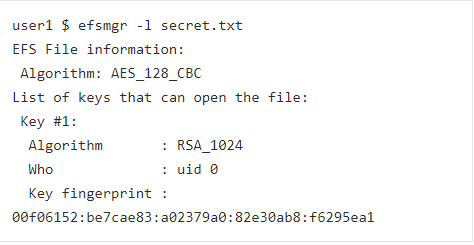 user1 $ efsmgr -l secret.txt
EFS File information:
 Algorithm: AES_128_CBC
List of keys that can open the file:
 Key #1:
  Algorithm       : RSA_1024
  Who             : uid 0
  Key fingerprint :
00f06152:be7cae83:a02379a0:82e30ab8:f6295ea1